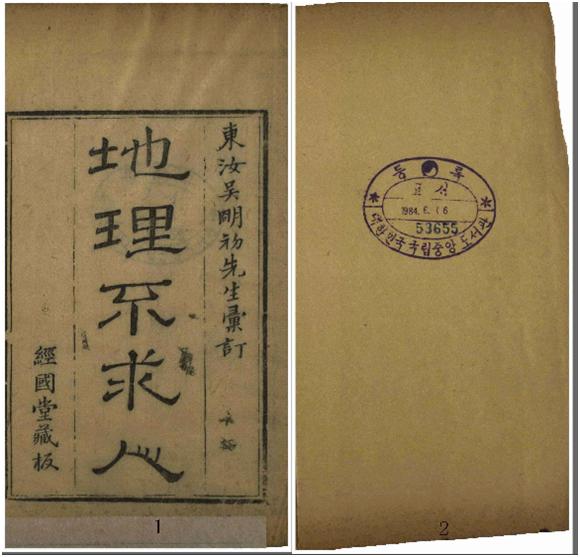 東汝吳明初先生彙訂
地理不求人
經國堂藏板
1
등록
1984. 6. 16
53655
대한민국 국립중앙도서관
2